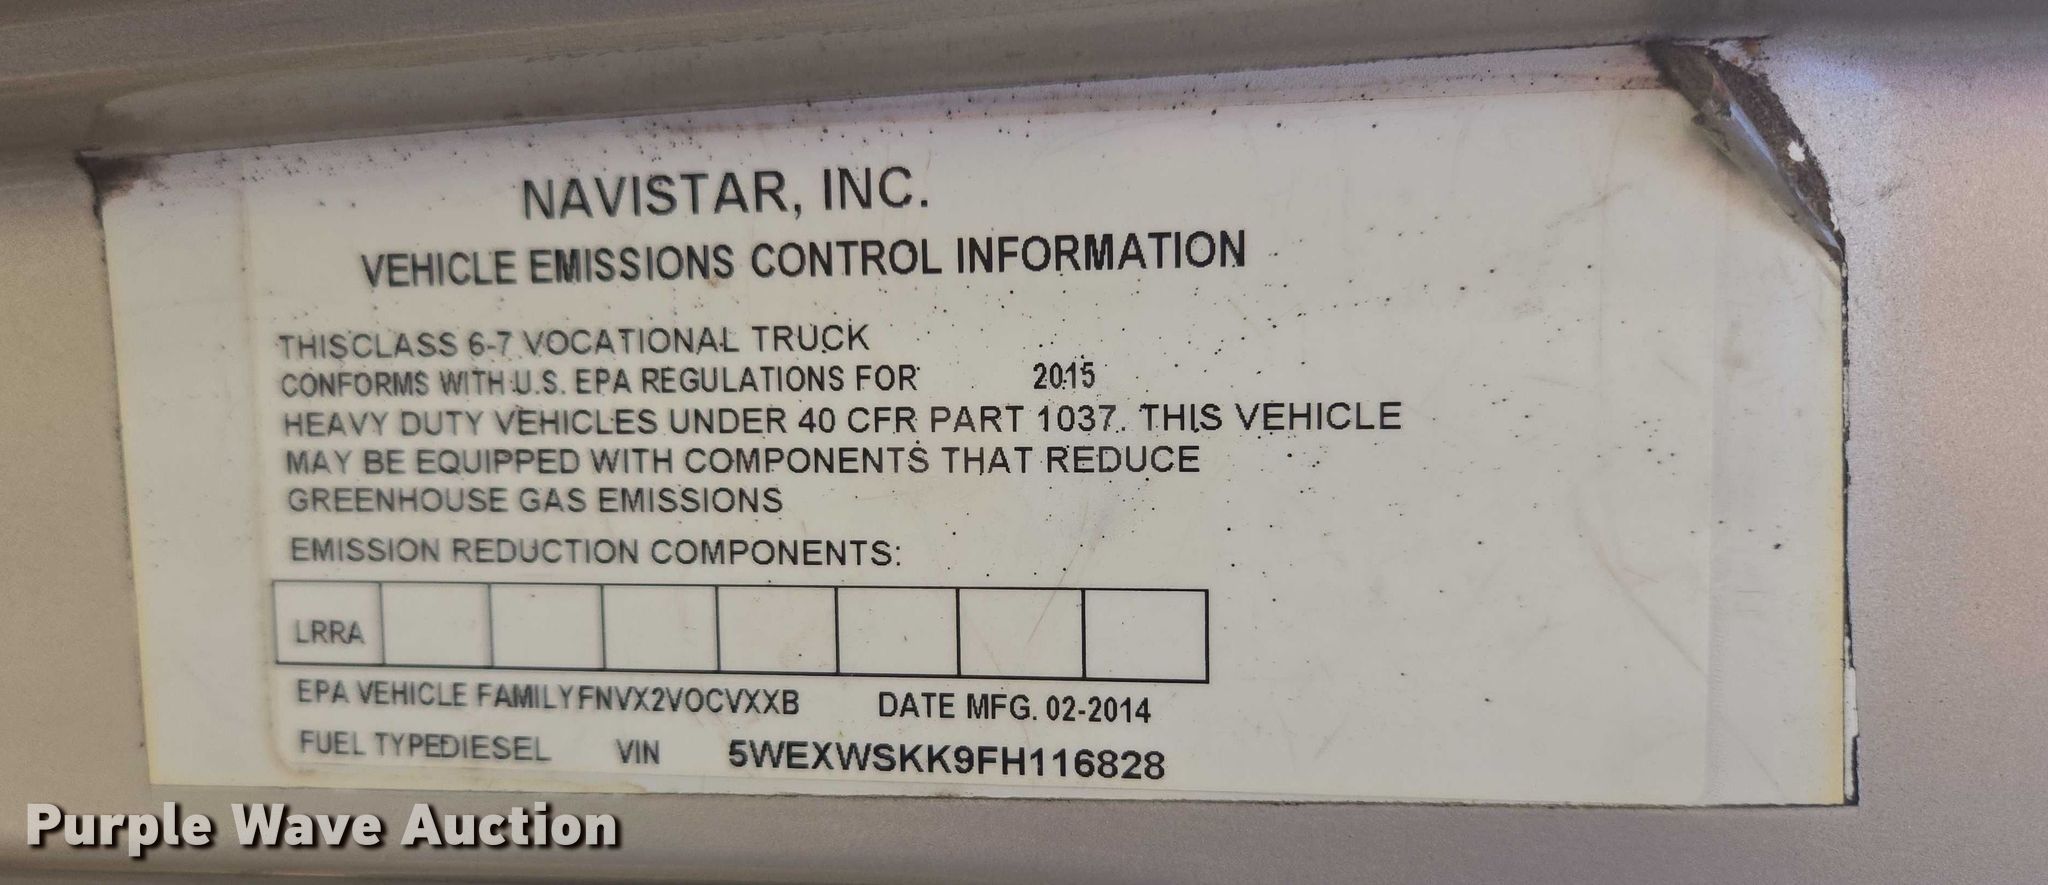 NAVISTAR, INC.
VEHICLE EMISSIONS CONTROL INFORMATION
THISCLASS 6-7 VOCATIONAL TRUCK
CONFORMS WITH U.S. EPA REGULATIONS FOR 2015
HEAVY DUTY VEHICLES UNDER 40 CFR PART 1037. THIS VEHICLE
MAY BE EQUIPPED WITH COMPONENTS THAT REDUCE
GREENHOUSE GAS EMISSIONS
EMISSION REDUCTION COMPONENTS:
LRRA
EPA VEHICLE FAMILYFNVX2VOCVXXB DATE MFG. 02-2014
FUEL TYPEDIESEL VIN 5WEXWSKK9FH116828
Purple Wave Auction